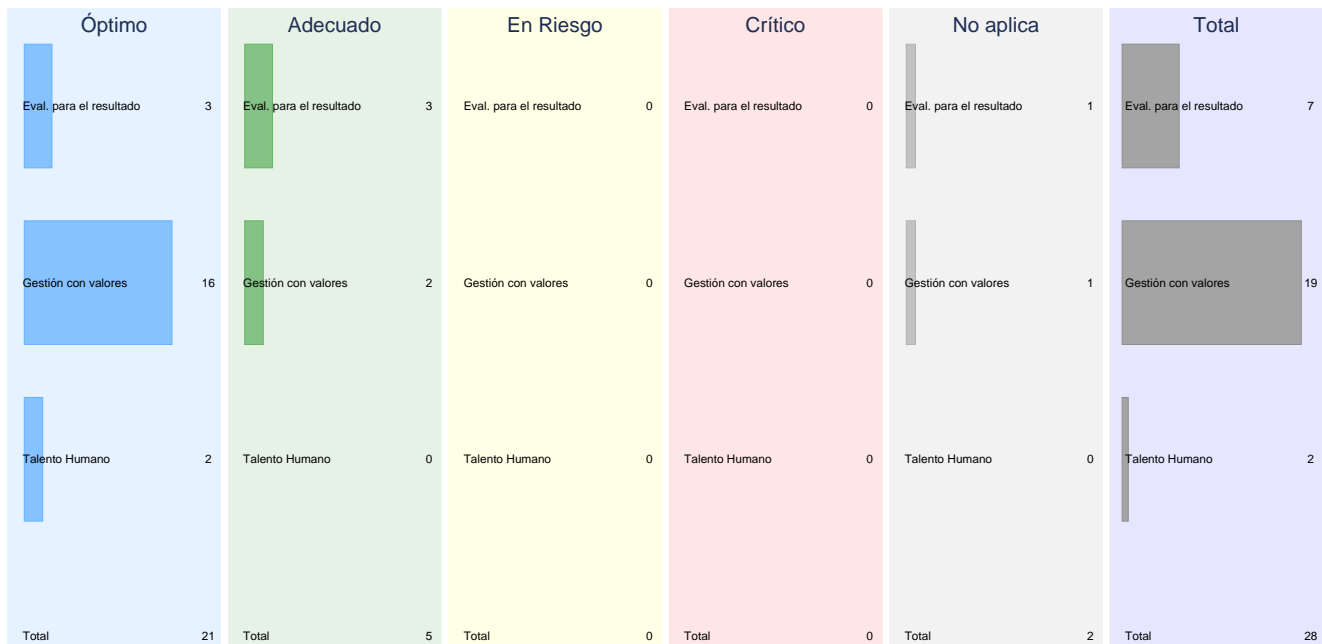 Óptimo Adecuado En Riesgo Crítico No aplica Total
Eval. para el resultado 3 Eval. para el resultado 3 Eval. para el resultado 0 Eval. para el resultado 0 Eval. para el resultado 1 Eval. para el resultado 7
Gestión con valores 16 Gestión con valores 2 Gestión con valores 0 Gestión con valores 0 Gestión con valores 1 Gestión con valores 19
Talento Humano 2 Talento Humano 0 Talento Humano 0 Talento Humano 0 Talento Humano 0 Talento Humano 2
Total 21 Total 5 Total 0 Total 0 Total 2 Total 28